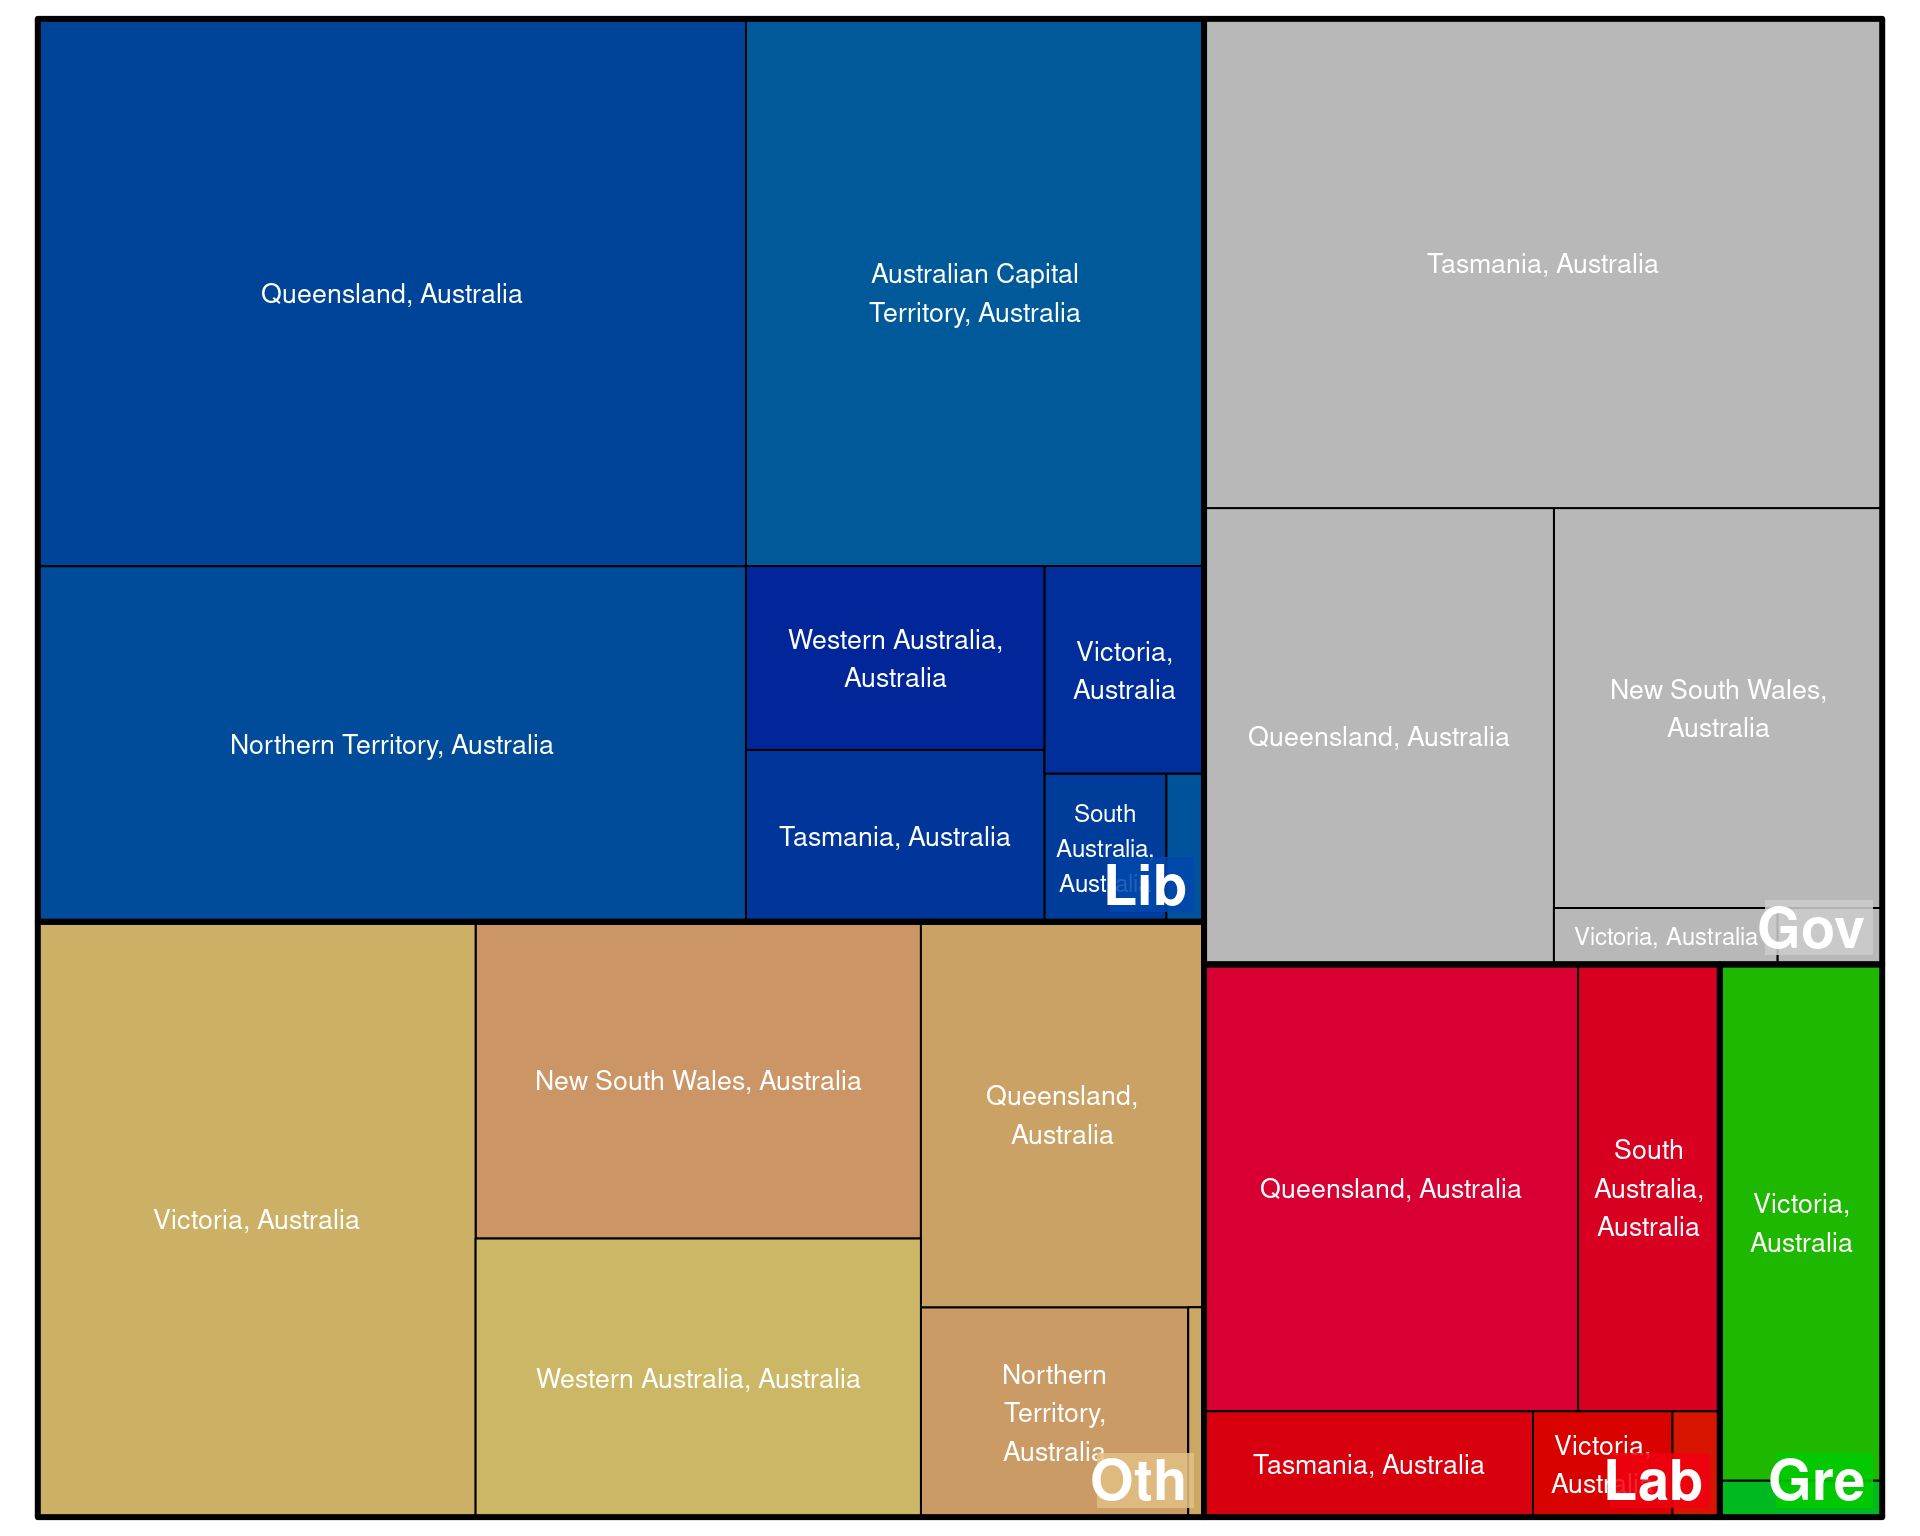 Queensland, Australia
Australian Capital
Territory, Australia
Northern Territory, Australia
Western Australia,
Australia
Victoria,
Australia
Tasmania, Australia
South
Australia,
Australia
Lib
Tasmania, Australia
Queensland, Australia
New South Wales,
Australia
Victoria, Australia
Gov
Victoria, Australia
New South Wales, Australia
Western Australia, Australia
Queensland,
Australia
Northern
Territory,
Australia
Oth
Queensland, Australia
South
Australia,
Australia
Tasmania, Australia
Victoria,
Australia
Lab
Victoria,
Australia
Gre